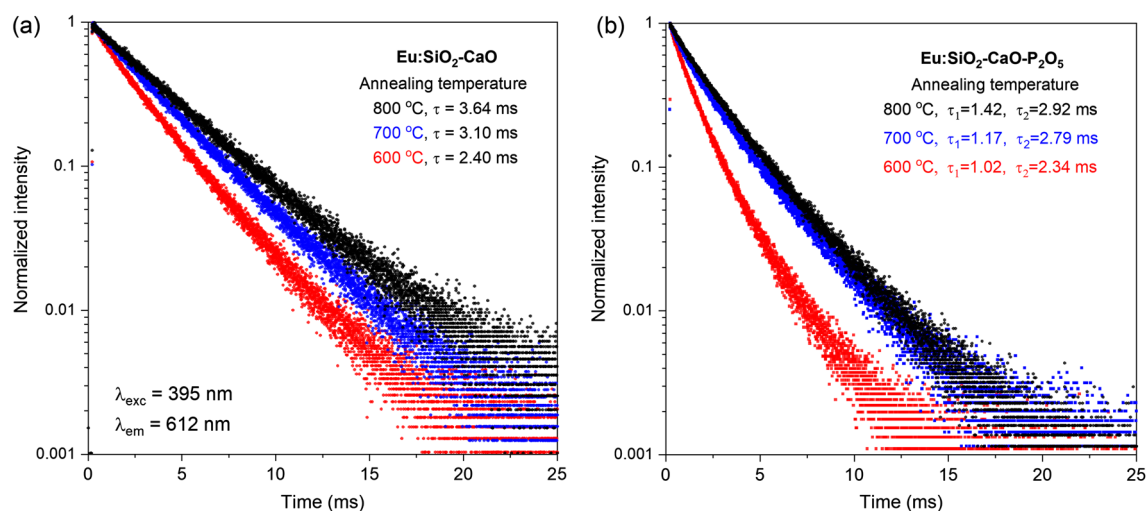 (a)
Normalized intensity
1
0.1
0.01
0.001
Eu:SiO₂-CaO
Annealing temperature
800 °C, τ = 3.64 ms
700 °C, τ = 3.10 ms
600 °C, τ = 2.40 ms
λexc = 395 nm
λem = 612 nm
0 5 10 15 20 25
Time (ms)
(b)
Normalized intensity
1
0.1
0.01
0.001
Eu:SiO₂-CaO-P₂O₅
Annealing temperature
800 °C, τ₁=1.42, τ₂=2.92 ms
700 °C, τ₁=1.17, τ₂=2.79 ms
600 °C, τ₁=1.02, τ₂=2.34 ms
0 5 10 15 20 25
Time (ms)